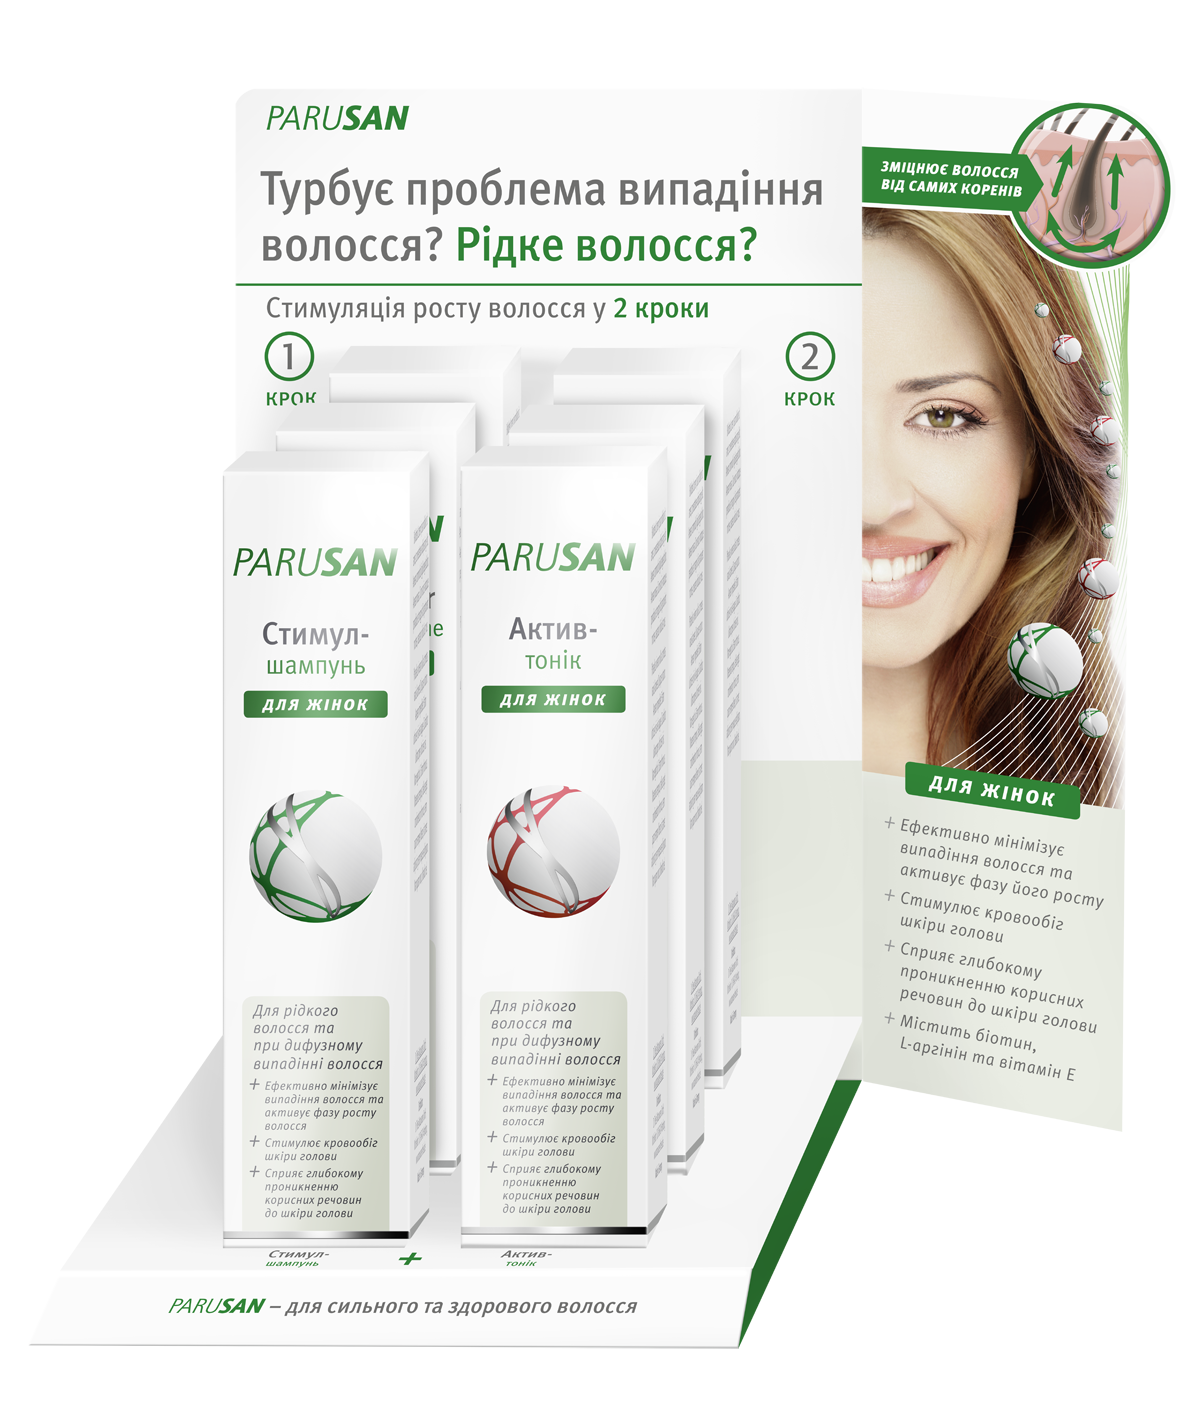 PARUSAN
Турбує проблема випадіння
волосся? Рідке волосся?
Стимуляція росту волосся у 2 кроки
1
КРОК
2
КРОК
ЗМІЦНЮЄ ВОЛОССЯ
ВІД САМИХ КОРЕНІВ
PARUSAN
Стимул-
шампунь
ДЛЯ ЖІНОК
Для рідкого
волосся та
при дифузному
випадінні волосся
+ Ефективно мінімізує
випадіння волосся та
активує фазу росту
волосся
+ Стимулює кровообіг
шкіри голови
+ Сприяє глибокому
проникненню
корисних речовин
до шкіри голови
PARUSAN
Актив-
тонік
ДЛЯ ЖІНОК
Для рідкого
волосся та
при дифузному
випадінні волосся
+ Ефективно мінімізує
випадіння волосся та
активує фазу росту
волосся
+ Стимулює кровообіг
шкіри голови
+ Сприяє глибокому
проникненню
корисних речовин
до шкіри голови
ДЛЯ ЖІНОК
+ Ефективно мінімізує
випадіння волосся та
активує фазу його росту
+ Стимулює кровообіг
шкіри голови
+ Сприяє глибокому
проникненню корисних
речовин до шкіри голови
+ Містить біотин,
L-аргінін та вітамін Е
Стимул-
шампунь
+
Актив-
тонік
PARUSAN – для сильного та здорового волосся